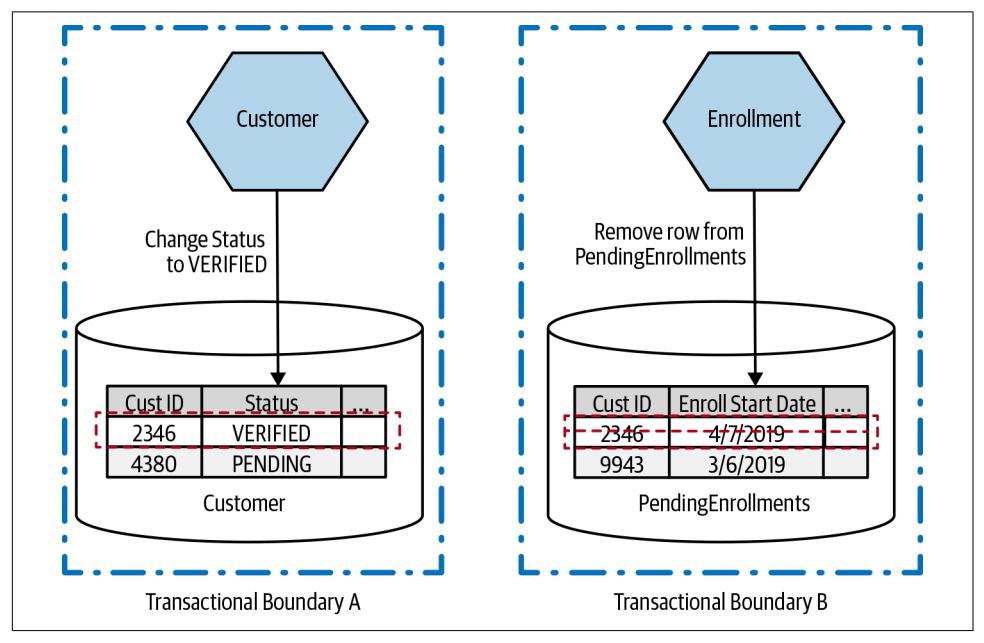 Customer
Change Status
to VERIFIED
Cust ID Status ...
2346 VERIFIED
4380 PENDING
Customer
Transactional Boundary A
Enrollment
Remove row from
PendingEnrollments
Cust ID Enroll Start Date ...
2346 4/7/2019
9943 3/6/2019
PendingEnrollments
Transactional Boundary B